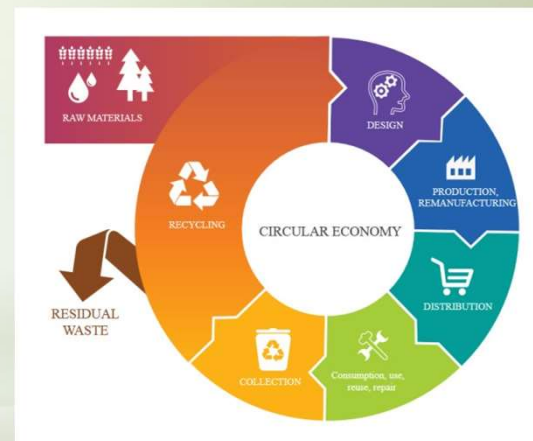 RAW MATERIALS
DESIGN
PRODUCTION,
REMANUFACTURING
RECYCLING
CIRCULAR ECONOMY
DISTRIBUTION
RESIDUAL
WASTE
COLLECTION
Consumption, use,
reuse, repair